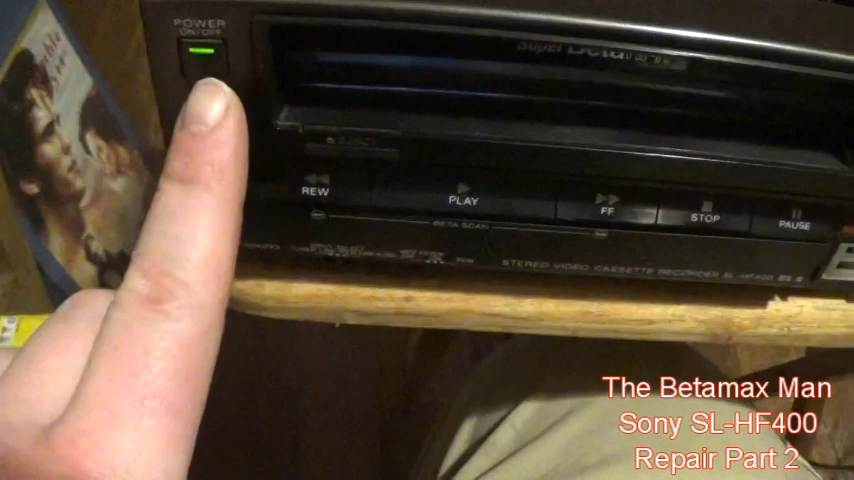 POWER
ON/OFF
Super Beta
EJECT
REW
PLAY
FF
STOP
PAUSE
BETA SCAN
STEREO VIDEO CASSETTE RECORDER SL-HF400
The Betamax Man
Sony SL-HF400
Repair Part 2